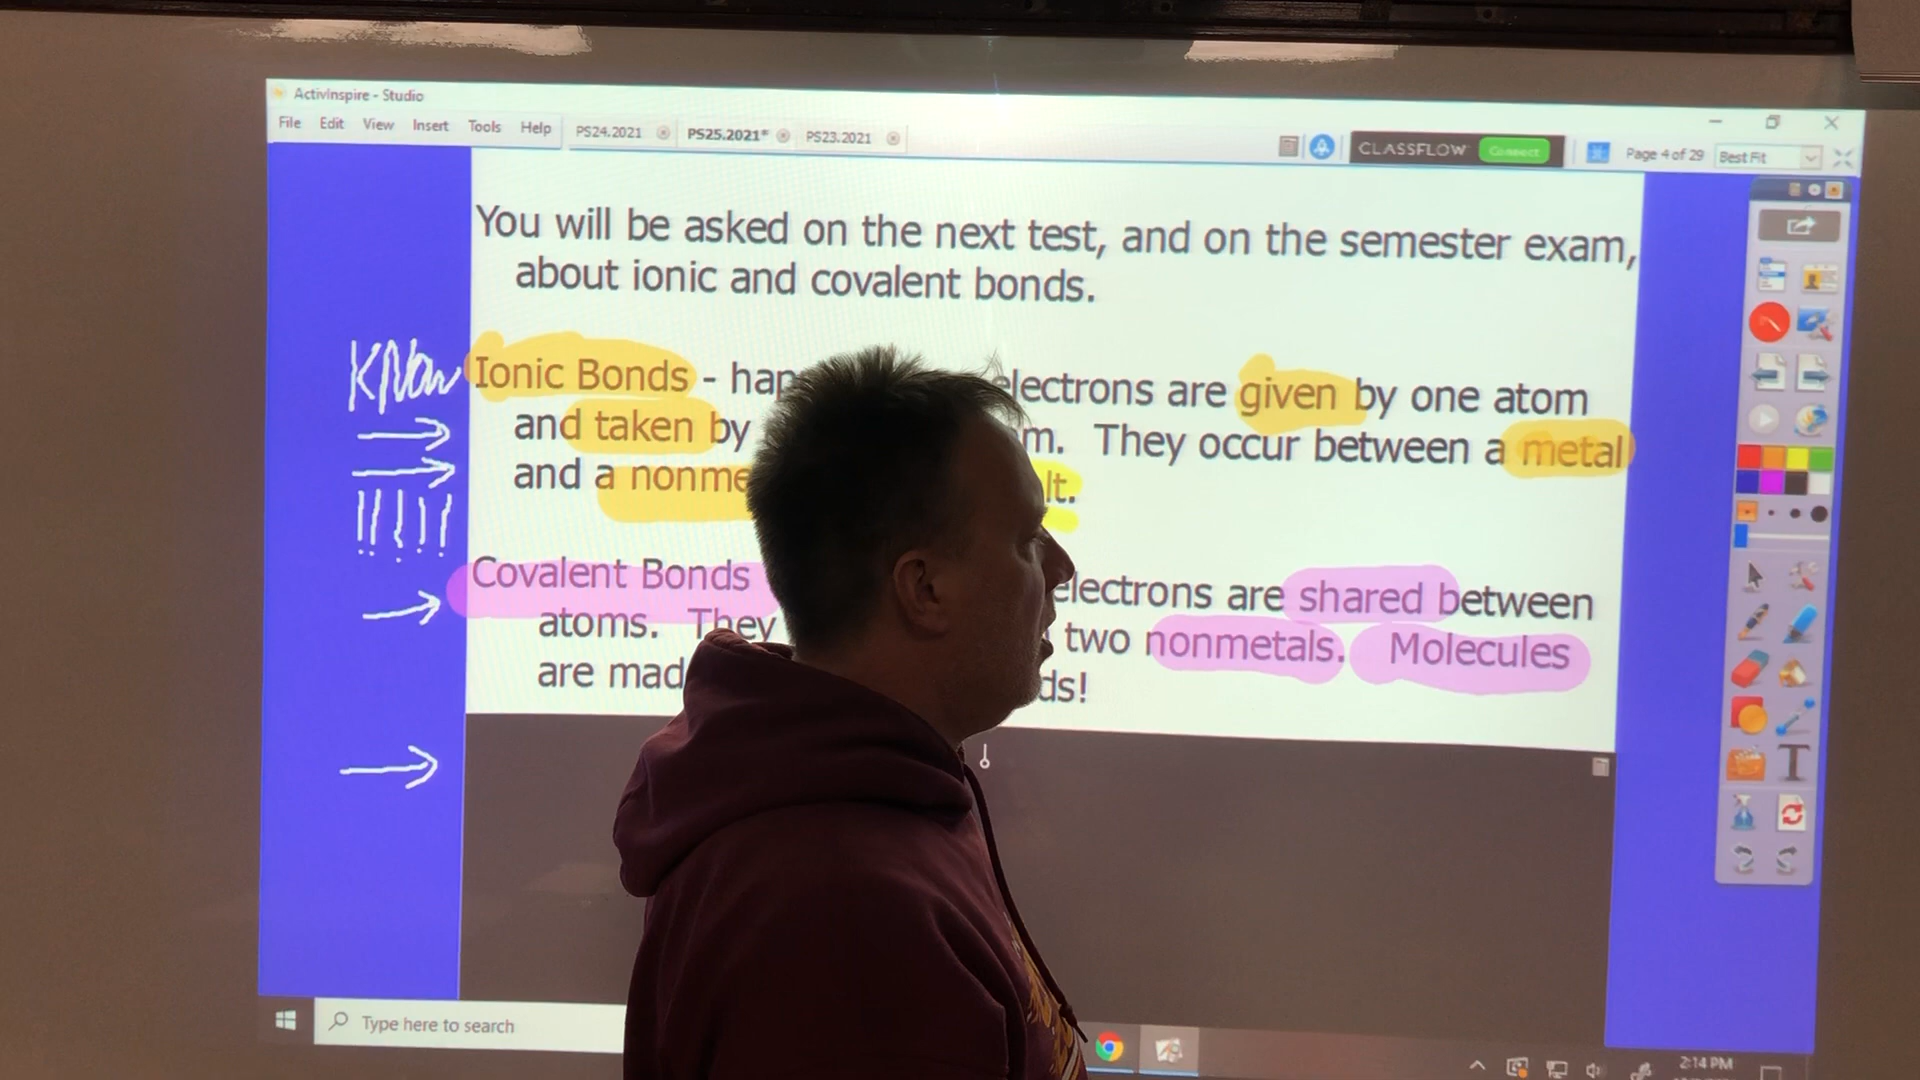 ActivInspire - Studio
File Edit View Insert Tools Help PS24.2021 PS25.2021* PS23.2021 CLASSFLOW Connect Page 4 of 29 Best Fit
You will be asked on the next test, and on the semester exam,
about ionic and covalent bonds.
KNow Ionic Bonds - hap electrons are given by one atom
and taken by m. They occur between a metal
and a nonme lt.
!!!!!
Covalent Bonds electrons are shared between
atoms. They two nonmetals. Molecules
are mad ds!
T
Type here to search
2:14 PM